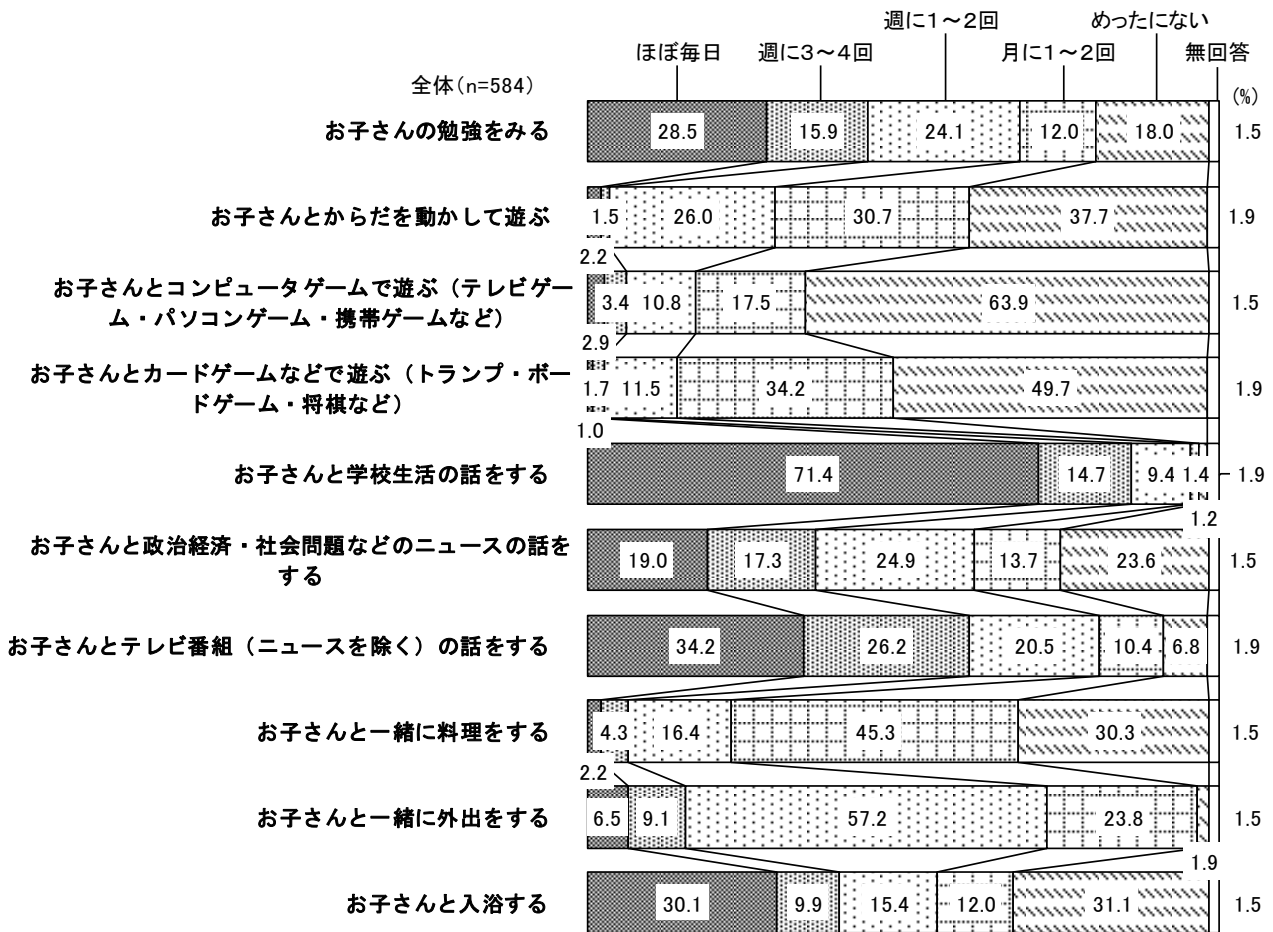 週に1～2回　めったにない
ほぼ毎日　週に3～4回　月に1～2回　無回答
全体(n=584)
(%)
お子さんの勉強をみる
28.5 15.9 24.1 12.0 18.0 1.5
お子さんとからだを動かして遊ぶ
1.5 26.0 30.7 37.7 1.9
2.2
お子さんとコンピュータゲームで遊ぶ（テレビゲー
ム・パソコンゲーム・携帯ゲームなど）
3.4 10.8 17.5 63.9 1.5
2.9
お子さんとカードゲームなどで遊ぶ（トランプ・ボー
ドゲーム・将棋など）
1.7 11.5 34.2 49.7 1.9
1.0
お子さんと学校生活の話をする
71.4 14.7 9.4 1.4 1.9
1.2
お子さんと政治経済・社会問題などのニュースの話を
する
19.0 17.3 24.9 13.7 23.6 1.5
お子さんとテレビ番組（ニュースを除く）の話をする
34.2 26.2 20.5 10.4 6.8 1.9
お子さんと一緒に料理をする
4.3 16.4 45.3 30.3 1.5
2.2
お子さんと一緒に外出をする
6.5 9.1 57.2 23.8 1.5
1.9
お子さんと入浴する
30.1 9.9 15.4 12.0 31.1 1.5